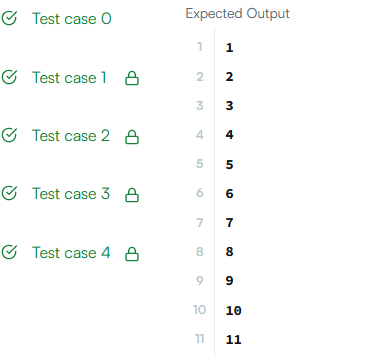 Test case 0
Test case 1
Test case 2
Test case 3
Test case 4
Expected Output
1 1
2 2
3 3
4 4
5 5
6 6
7 7
8 8
9 9
10 10
11 11